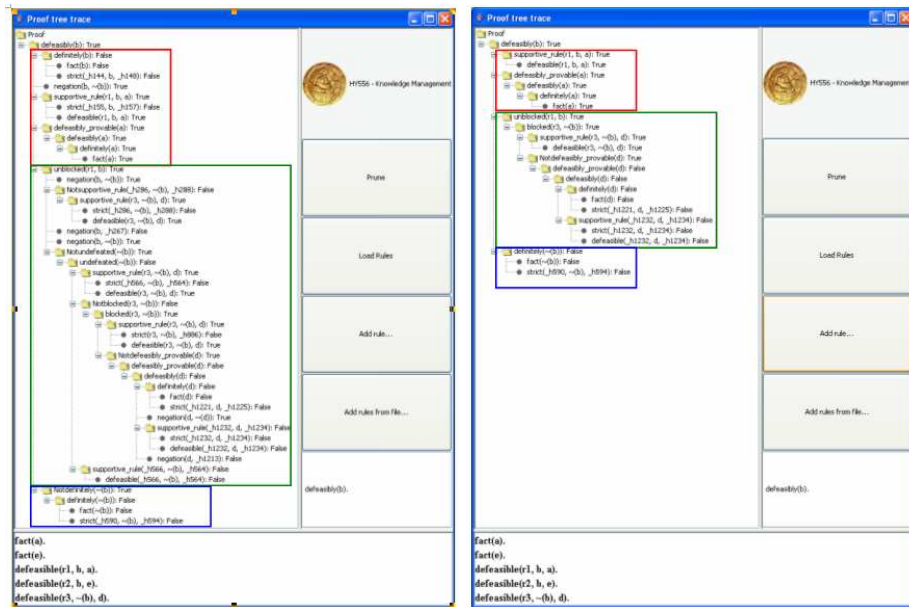 Proof tree trace
Proof
defeasibly(b): True
definitely(b): False
fact(b): False
strict(_h144, b, _h148): False
negation(b, ~(b)): True
supportive_rule(r1, b, a): True
strict(_h155, b, _h157): False
defeasible(r1, b, a): True
defeasibly_provable(a): True
defeasibly(a): True
definitely(a): True
fact(a): True
unblocked(r1, b): True
negation(b, ~(b)): True
Notsupportive_rule(_h286, ~(b), _h288): False
supportive_rule(r3, ~(b), d): True
strict(_h286, ~(b), _h288): False
defeasible(r3, ~(b), d): True
negation(b, _h267): False
negation(b, ~(b)): True
Notundefeated(~(b)): True
undefeated(~(b)): False
supportive_rule(r3, ~(b), d): True
strict(_h566, ~(b), _h564): False
defeasible(r3, ~(b), d): True
Notblocked(r3, ~(b)): False
blocked(r3, ~(b)): True
supportive_rule(r3, ~(b), d): True
strict(r3, ~(b), _h886): False
defeasible(r3, ~(b), d): True
Notdefeasibly_provable(d): True
defeasibly_provable(d): False
defeasibly(d): False
definitely(d): False
fact(d): False
strict(_h1221, d, _h1225): False
negation(d, ~(d)): True
supportive_rule(_h1232, d, _h1234): False
strict(_h1232, d, _h1234): False
defeasible(_h1232, d, _h1234): False
negation(d, _h1213): False
supportive_rule(_h566, ~(b), _h564): False
defeasible(_h566, ~(b), _h564): False
Notdefinitely(~(b)): True
definitely(~(b)): False
fact(~(b)): False
strict(_h590, ~(b), _h594): False
HY556 - Knowledge Management
Prune
Load Rules
Add rule...
Add rules from file...
defeasibly(b).
fact(a).
fact(e).
defeasible(r1, b, a).
defeasible(r2, b, e).
defeasible(r3, ~(b), d).
Proof tree trace
Proof
defeasibly(b): True
supportive_rule(r1, b, a): True
defeasible(r1, b, a): True
defeasibly_provable(a): True
defeasibly(a): True
definitely(a): True
fact(a): True
unblocked(r1, b): True
blocked(r3, ~(b)): True
supportive_rule(r3, ~(b), d): True
defeasible(r3, ~(b), d): True
Notdefeasibly_provable(d): True
defeasibly_provable(d): False
defeasibly(d): False
definitely(d): False
fact(d): False
strict(_h1221, d, _h1225): False
supportive_rule(_h1232, d, _h1234): False
strict(_h1232, d, _h1234): False
defeasible(_h1232, d, _h1234): False
definitely(~(b)): False
fact(~(b)): False
strict(_h590, ~(b), _h594): False
HY556 - Knowledge Management
Prune
Load Rules
Add rule...
Add rules from file...
defeasibly(b).
fact(a).
fact(e).
defeasible(r1, b, a).
defeasible(r2, b, e).
defeasible(r3, ~(b), d).